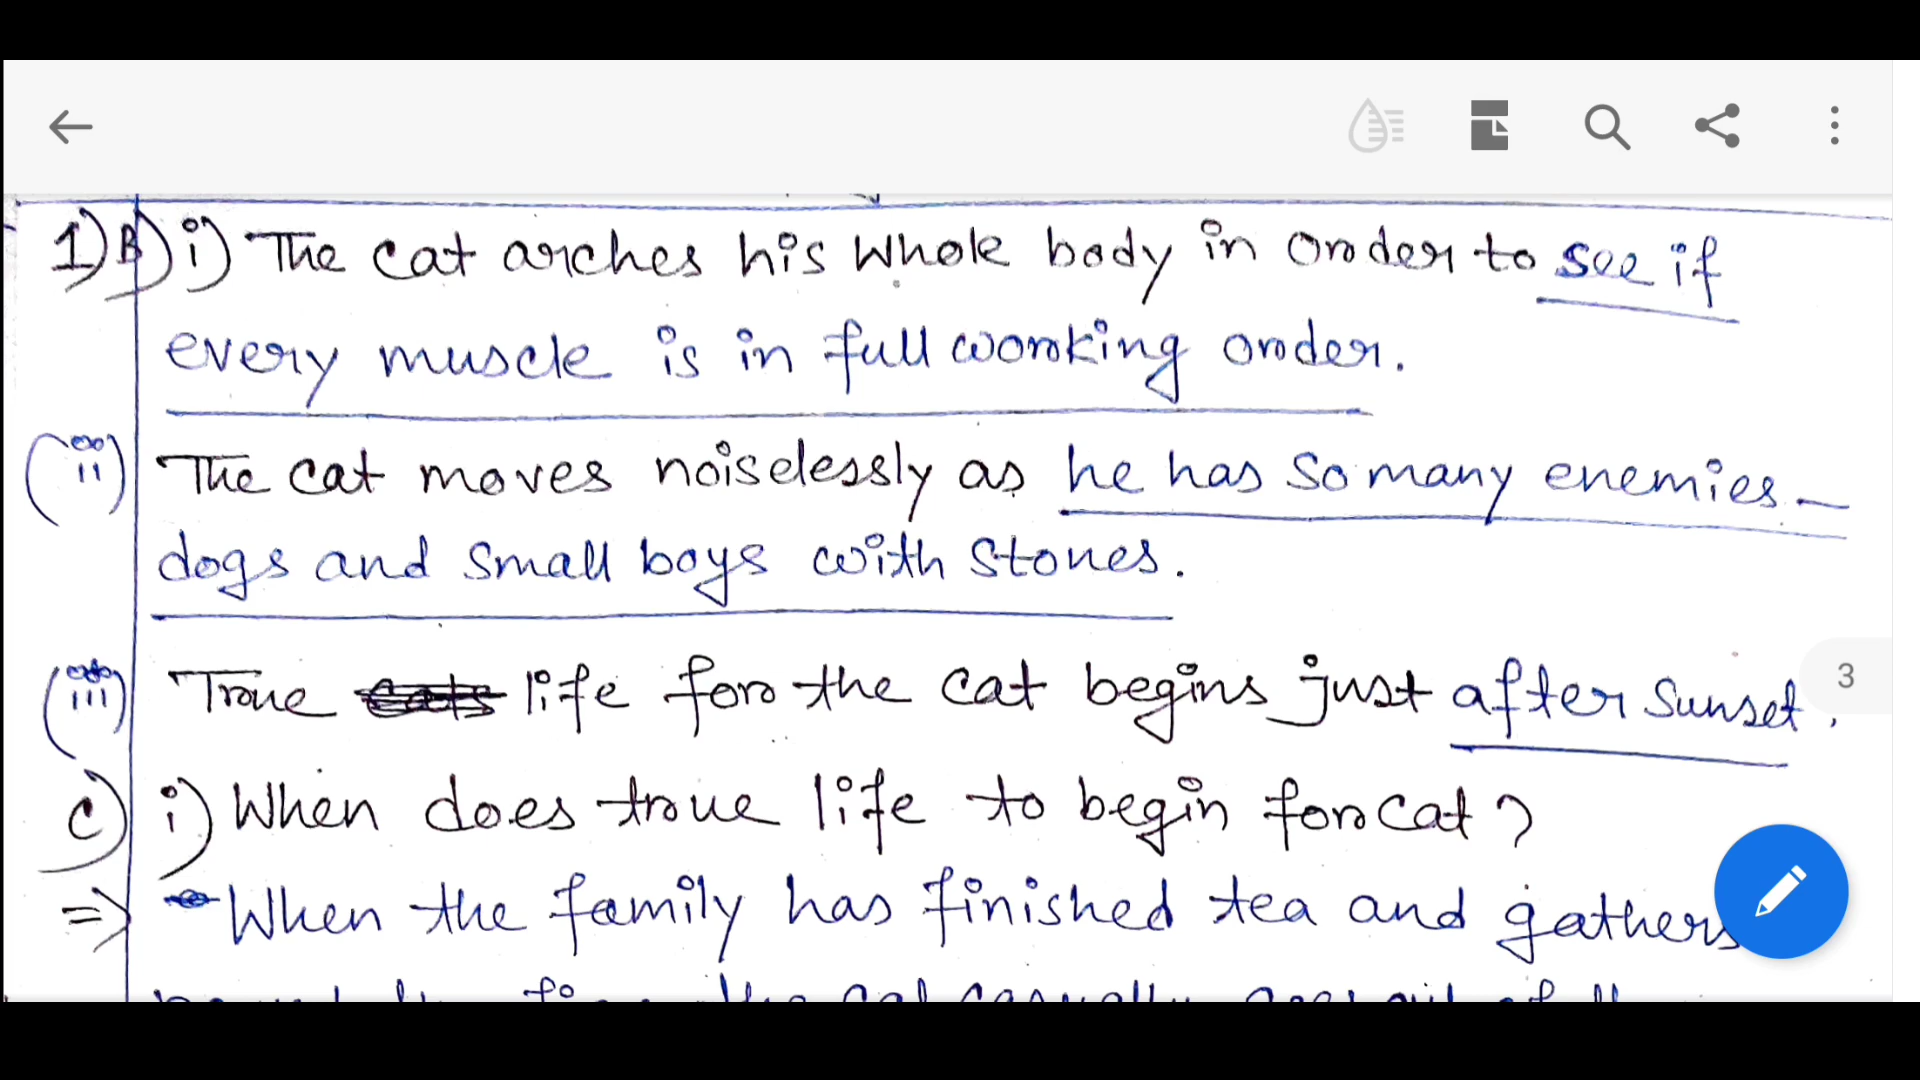 1) B) i) The cat arches his whole body in order to see if
every muscle is in full working order.
(ii) The cat moves noiselessly as he has so many enemies –
dogs and small boys with stones.
(iii) True life for the cat begins just after sunset.
3
C) i) When does true life to begin for cat?
=> When the family has finished tea and gathers